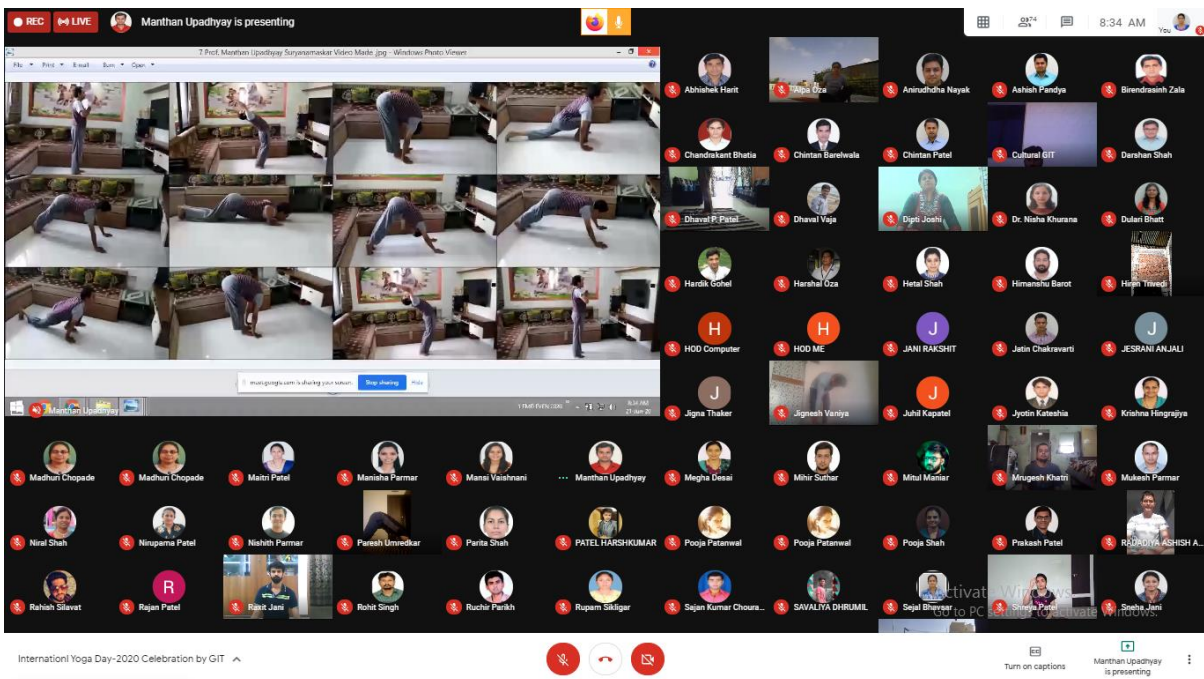 REC
LIVE
Manthan Upadhyay is presenting
74
8:34 AM
You
7 Prof. Manthan Upadhyay Suryanamaskar Video Made .jpg - Windows Photo Viewer
File Print E-mail Burn Open
meet.google.com is sharing your screen.
Stop sharing
Hide
8:34 AM
Manthan Upadhyay
Abhishek Harit
Alpa Oza
Anirudhdha Nayak
Ashish Pandya
Birendrasinh Zala
Chandrakant Bhatia
Chintan Barelwala
Chintan Patel
Cultural GIT
Darshan Shah
Dhaval P. Patel
Dhaval Vaja
Dipti Joshi
Dr. Nisha Khurana
Dulari Bhatt
Hardik Gohel
Harshal Oza
Hetal Shah
Himanshu Barot
Hiren Trivedi
H
H
J
J
HOD Computer
HOD ME
JANI RAKSHIT
Jatin Chakravarti
JESRANI ANJALI
J
J
Jigna Thaker
Jignesh Vaniya
Juhil Kapatel
Jyotin Kateshia
Krishna Hingrajiya
Madhuri Chopade
Madhuri Chopade
Maitri Patel
Manisha Parmar
Mansi Vaishnani
Manthan Upadhyay
Megha Desai
Mihir Suthar
Mitul Maniar
Mrugesh Khatri
Mukesh Parmar
Niral Shah
Nirupama Patel
Nishith Parmar
Paresh Umredkar
Parita Shah
PATEL HARSHKUMAR
Pooja Patanwal
Pooja Patanwal
Pooja Shah
Prakash Patel
RADADIYA ASHISH A...
R
Rahish Silavat
Rajan Patel
Raxit Jani
Rohit Singh
Ruchir Parikh
Rupam Sikligar
Sajan Kumar Choura...
SAVALIYA DHRUMIL
Sejal Bhavsar
Shreya Patel
Sneha Jani
Activate Windows
Go to PC settings to activate Windows.
Internationl Yoga Day-2020 Celebration by GIT
CC
Turn on captions
Manthan Upadhyay
is presenting